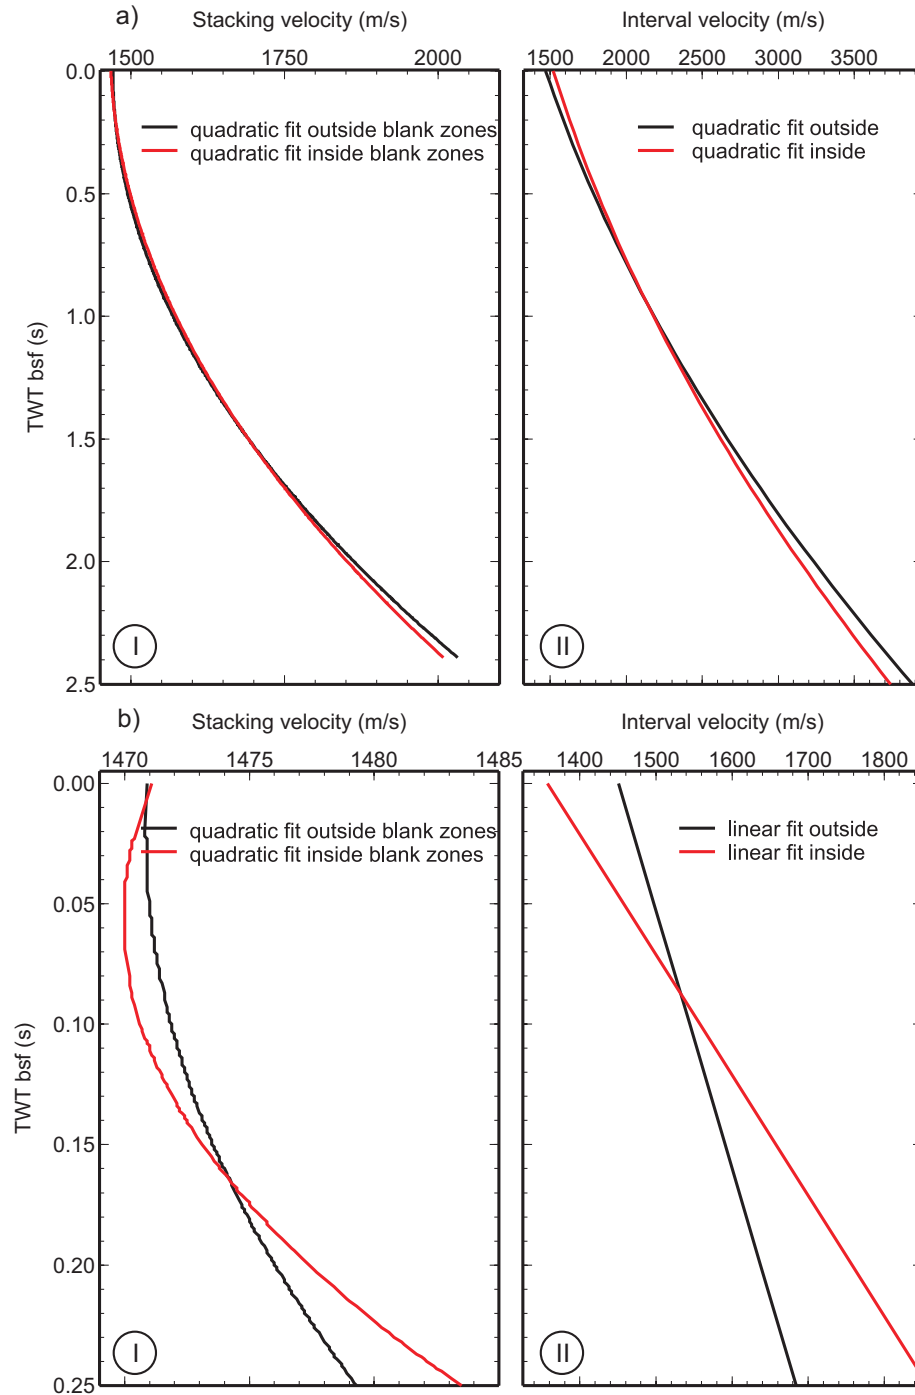 a) Stacking velocity (m/s) Interval velocity (m/s)
1500 1750 2000 1500 2000 2500 3000 3500
0.0
quadratic fit outside blank zones quadratic fit outside
quadratic fit inside blank zones quadratic fit inside
0.5
1.0
TWT bsf (s)
1.5
2.0
I II
2.5
b) Stacking velocity (m/s) Interval velocity (m/s)
1470 1475 1480 1485 1400 1500 1600 1700 1800
0.00
quadratic fit outside blank zones linear fit outside
quadratic fit inside blank zones linear fit inside
0.05
0.10
TWT bsf (s)
0.15
0.20
I II
0.25